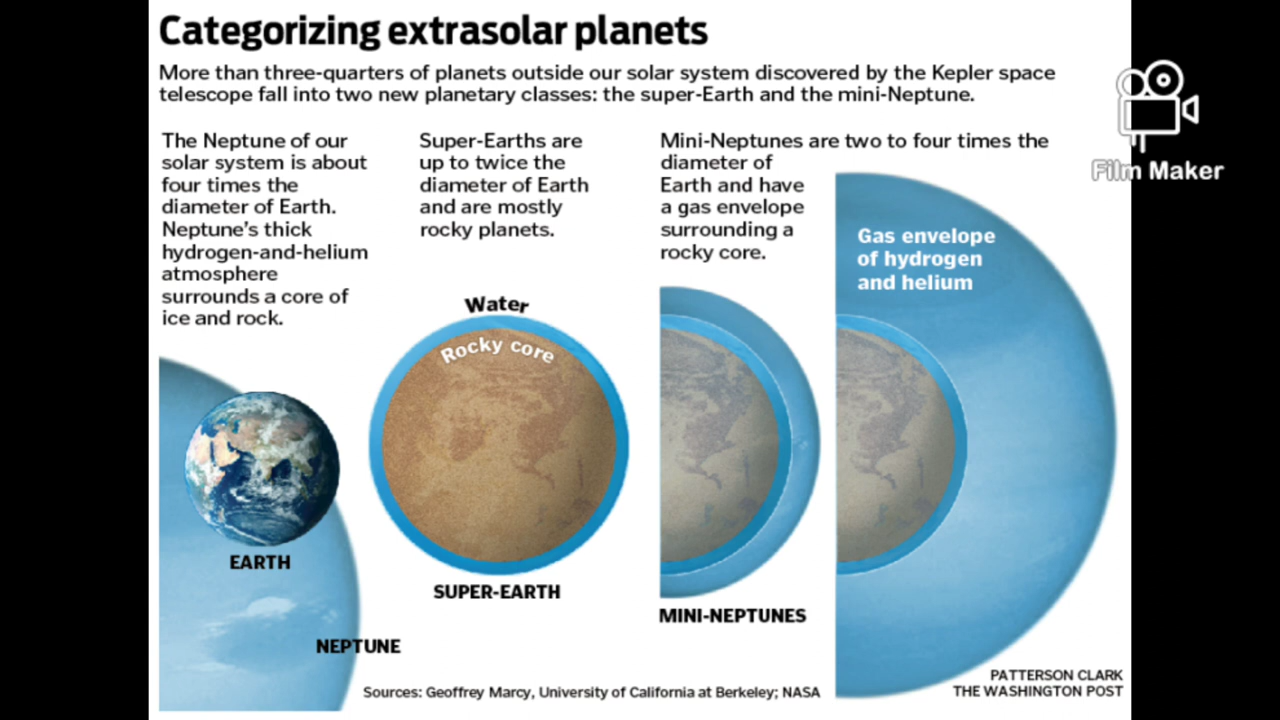 Categorizing extrasolar planets
More than three-quarters of planets outside our solar system discovered by the Kepler space
telescope fall into two new planetary classes: the super-Earth and the mini-Neptune.
The Neptune of our
solar system is about
four times the
diameter of Earth.
Neptune's thick
hydrogen-and-helium
atmosphere
surrounds a core of
ice and rock.
EARTH
NEPTUNE
Super-Earths are
up to twice the
diameter of Earth
and are mostly
rocky planets.
Water
Rocky core
SUPER-EARTH
Mini-Neptunes are two to four times the
diameter of
Earth and have
a gas envelope
surrounding a
rocky core.
Gas envelope
of hydrogen
and helium
MINI-NEPTUNES
Sources: Geoffrey Marcy, University of California at Berkeley; NASA
PATTERSON CLARK
THE WASHINGTON POST
Film Maker